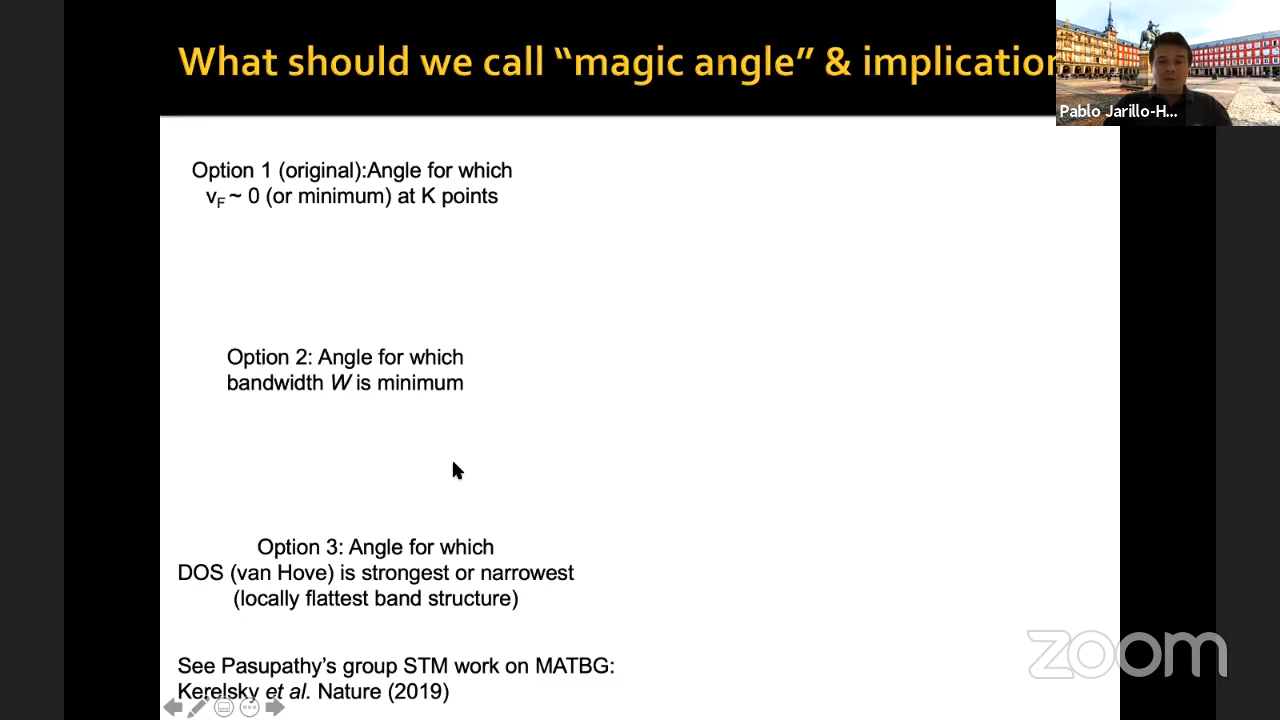 What should we call “magic angle” & implication
Pablo Jarillo-H...
Option 1 (original):Angle for which
vF ~ 0 (or minimum) at K points
Option 2: Angle for which
bandwidth W is minimum
Option 3: Angle for which
DOS (van Hove) is strongest or narrowest
(locally flattest band structure)
See Pasupathy’s group STM work on MATBG:
Kerelsky et al. Nature (2019)
zoom